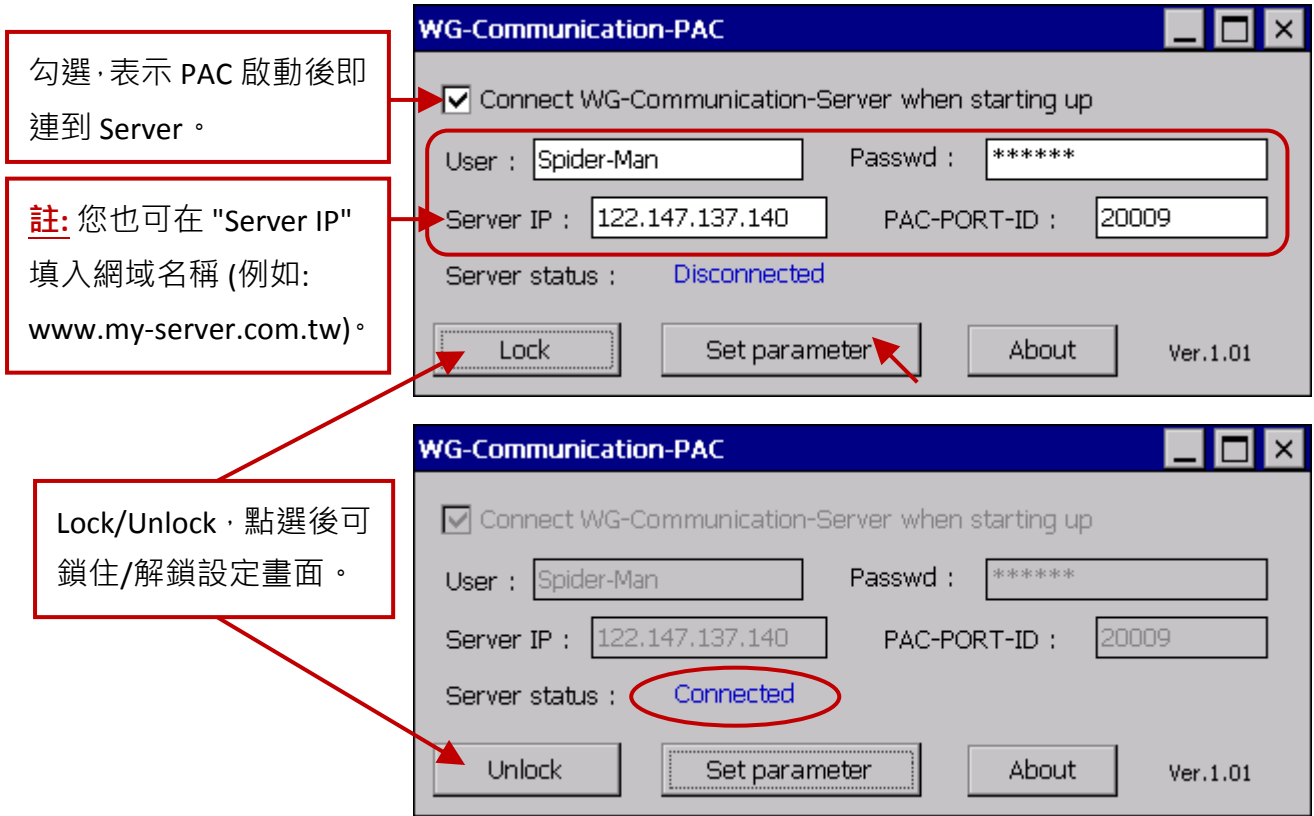 勾選，表示 PAC 啟動後即
連到 Server。
註: 您也可在 "Server IP"
填入網域名稱 (例如:
www.my-server.com.tw)。
WG-Communication-PAC
Connect WG-Communication-Server when starting up
User : Spider-Man Passwd : ******
Server IP : 122.147.137.140 PAC-PORT-ID : 20009
Server status : Disconnected
Lock Set parameter About Ver.1.01
Lock/Unlock，點選後可
鎖住/解鎖設定畫面。
WG-Communication-PAC
Connect WG-Communication-Server when starting up
User : Spider-Man Passwd : ******
Server IP : 122.147.137.140 PAC-PORT-ID : 20009
Server status : Connected
Unlock Set parameter About Ver.1.01